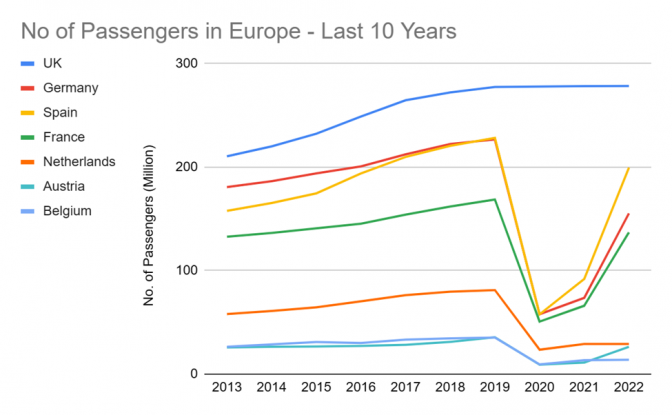 No of Passengers in Europe - Last 10 Years
UK
Germany
Spain
France
Netherlands
Austria
Belgium
No. of Passengers (Million)
300
200
100
0
2013 2014 2015 2016 2017 2018 2019 2020 2021 2022